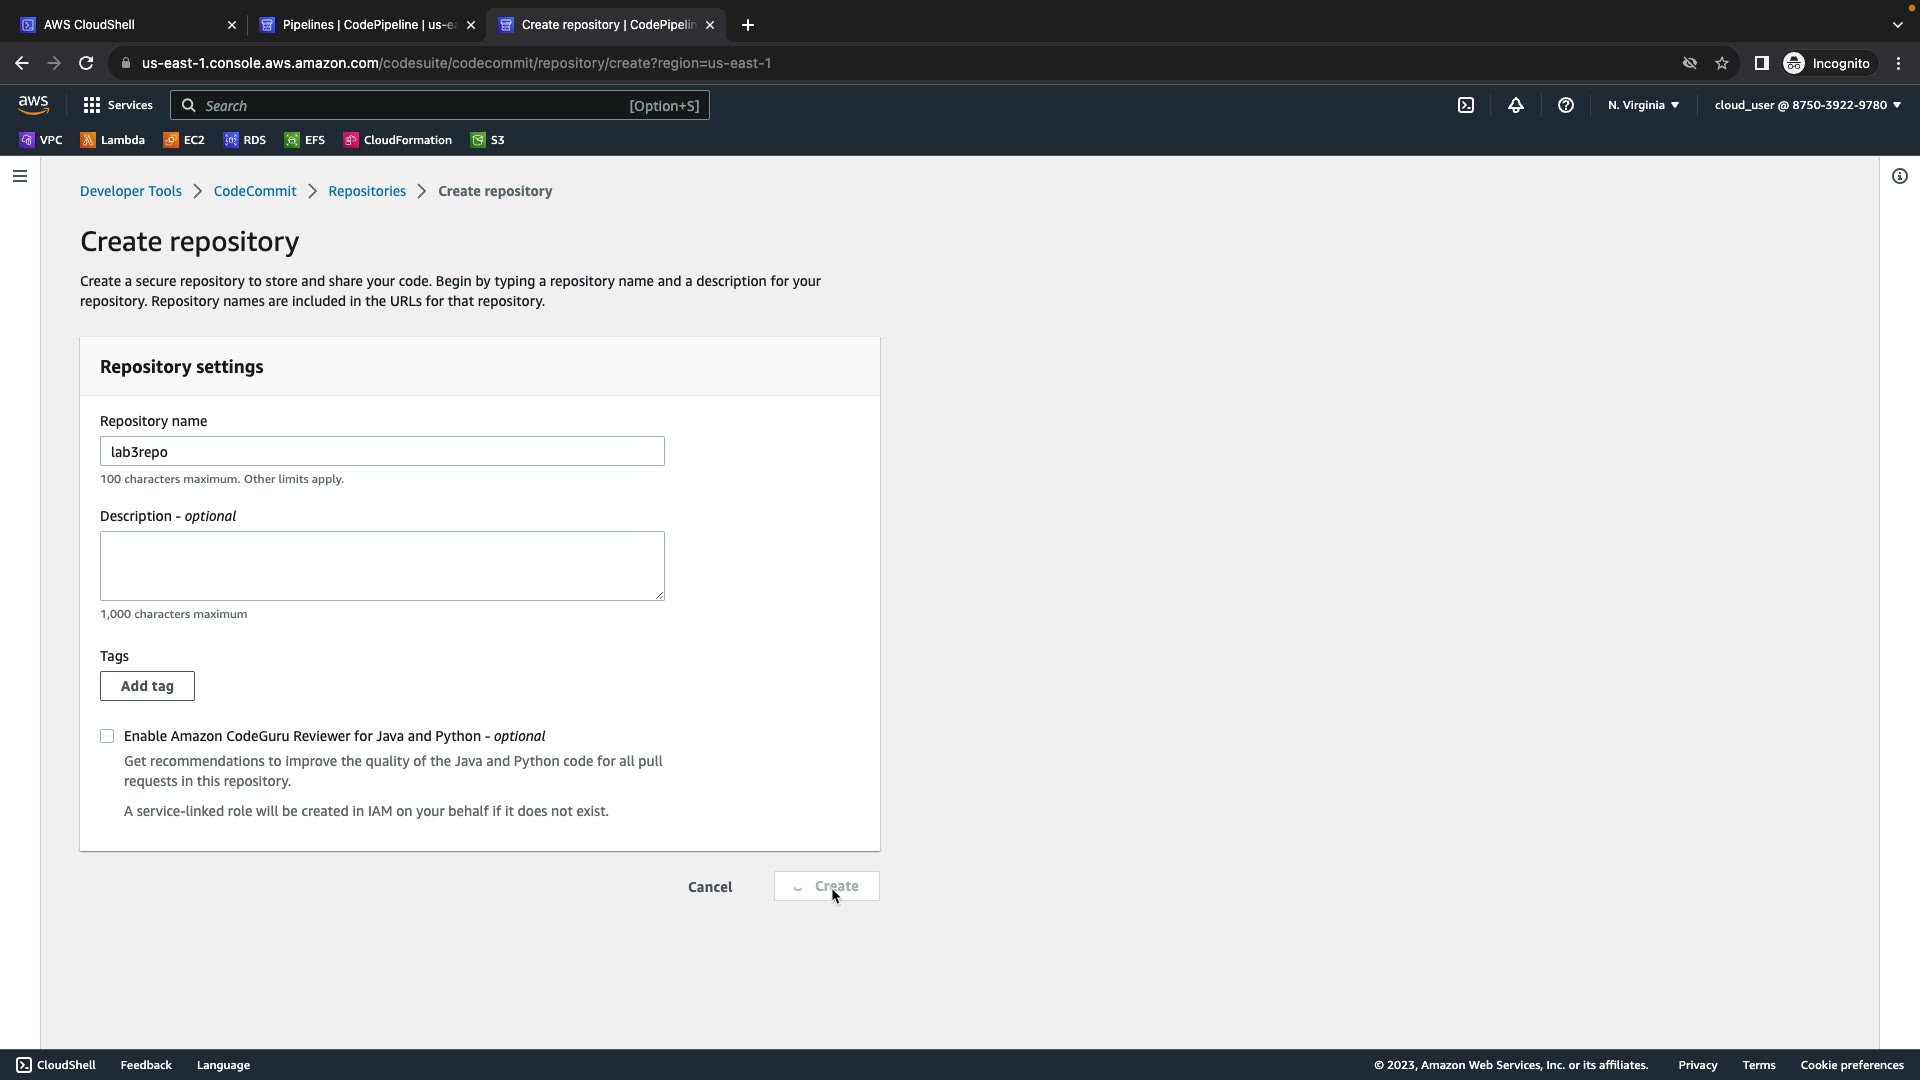 AWS CloudShell
Pipelines | CodePipeline | us-ea
Create repository | CodePipelin
us-east-1.console.aws.amazon.com/codesuite/codecommit/repository/create?region=us-east-1
Incognito
aws
Services
Search
[Option+S]
N. Virginia
cloud_user @ 8750-3922-9780
VPC
Lambda
EC2
RDS
EFS
CloudFormation
S3
Developer Tools
CodeCommit
Repositories
Create repository
Create repository
Create a secure repository to store and share your code. Begin by typing a repository name and a description for your
repository. Repository names are included in the URLs for that repository.
Repository settings
Repository name
lab3repo
100 characters maximum. Other limits apply.
Description - optional
1,000 characters maximum
Tags
Add tag
Enable Amazon CodeGuru Reviewer for Java and Python - optional
Get recommendations to improve the quality of the Java and Python code for all pull
requests in this repository.
A service-linked role will be created in IAM on your behalf if it does not exist.
Cancel
Create
CloudShell
Feedback
Language
© 2023, Amazon Web Services, Inc. or its affiliates.
Privacy
Terms
Cookie preferences